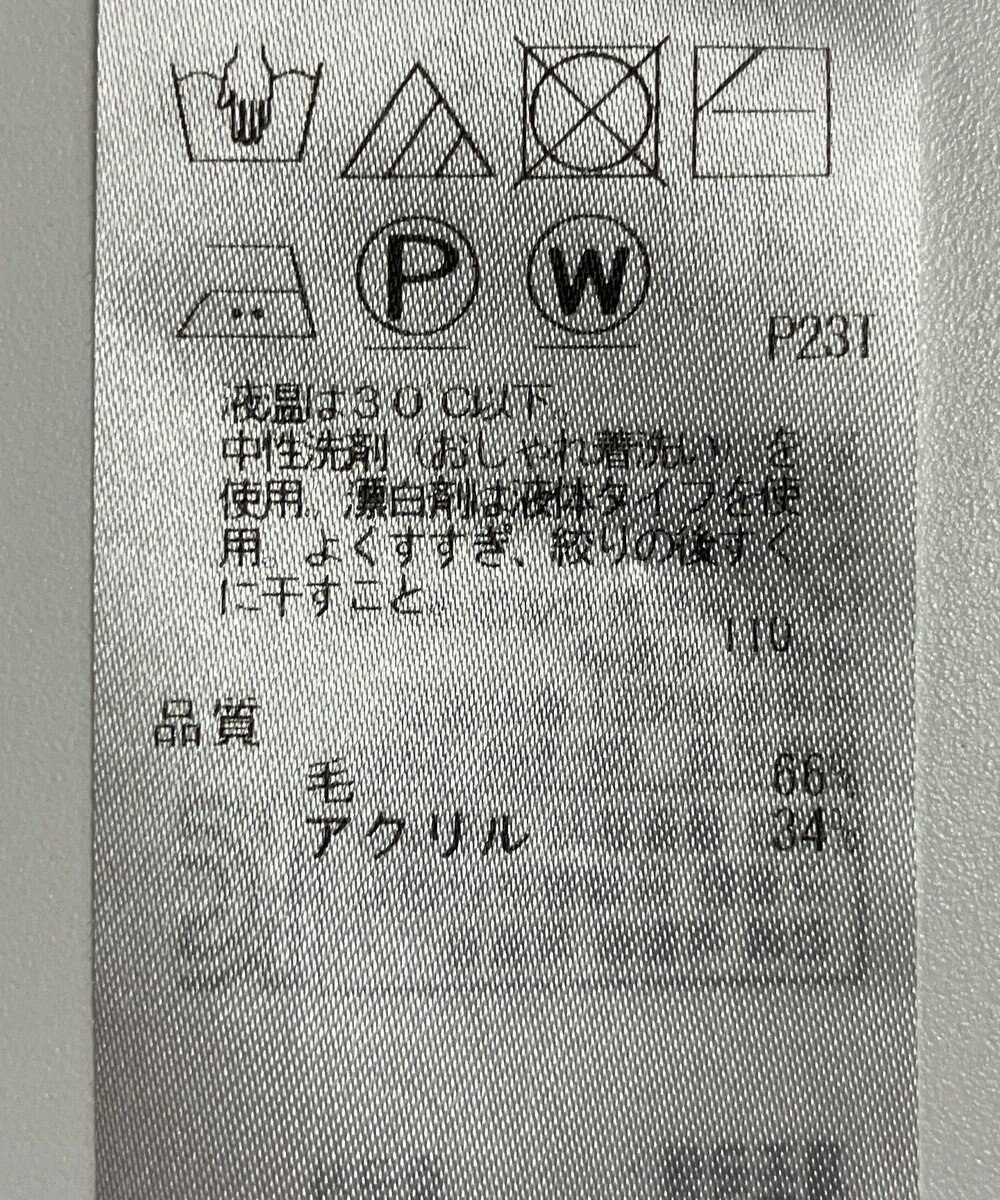 P W
P231
液温は３０℃以下
中性洗剤（おしゃれ着洗い）を
使用。漂白剤は液体タイプを使
用。よくすすぎ、絞りの後すぐ
に干すこと。
110
品質
毛 66%
アクリル 34%